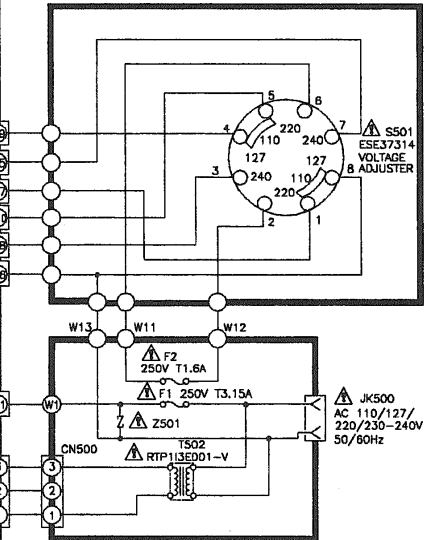 5
6
7
4
220
240
110
127
S501
ESE37314
VOLTAGE
ADJUSTER
3
240
127
110
8
220
2
1
W13
W11
W12
F2
250V T1.6A
F1 250V T3.15A
W1
Z Z501
JK500
AC 110/127/
220/230-240V
50/60Hz
CN500
T502
RTP1I3E001-V
3
2
1